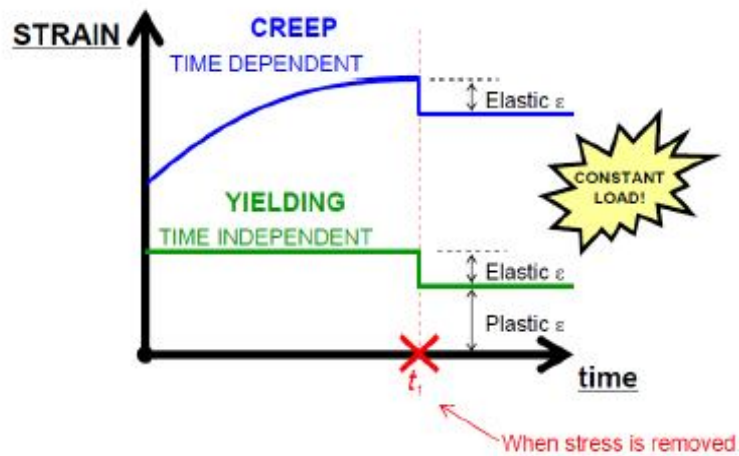 STRAIN
CREEP
TIME DEPENDENT
Elastic ε
CONSTANT
LOAD!
YIELDING
TIME INDEPENDENT
Elastic ε
Plastic ε
t₁
time
When stress is removed